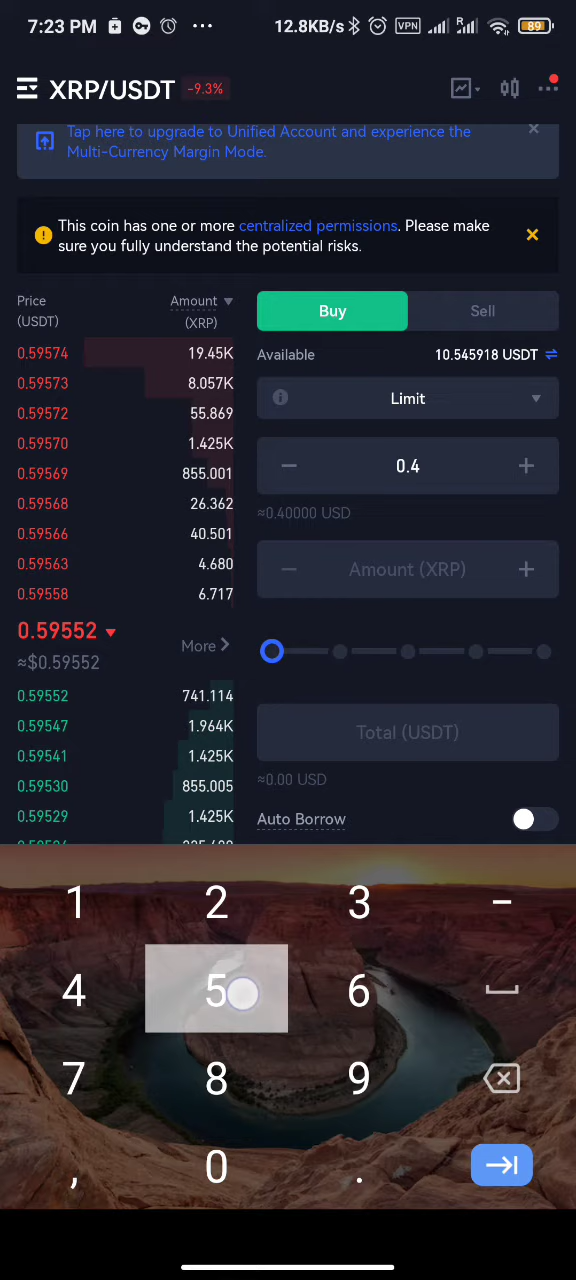 7:23 PM ... 12.8KB/s VPN R 89
XRP/USDT -9.3%
Tap here to upgrade to Unified Account and experience the
Multi-Currency Margin Mode.
This coin has one or more centralized permissions. Please make
sure you fully understand the potential risks.
Price Amount
(USDT) (XRP)
Buy Sell
Available 10.545918 USDT
Limit
0.4
≈0.40000 USD
Amount (XRP)
Total (USDT)
≈0.00 USD
Auto Borrow
0.59574 19.45K
0.59573 8.057K
0.59572 55.869
0.59570 1.425K
0.59569 855.001
0.59568 26.362
0.59566 40.501
0.59563 4.680
0.59558 6.717
0.59552
≈$0.59552
More
0.59552 741.114
0.59547 1.964K
0.59541 1.425K
0.59530 855.005
0.59529 1.425K
1 2 3 -
4 5 6
7 8 9
, 0 .